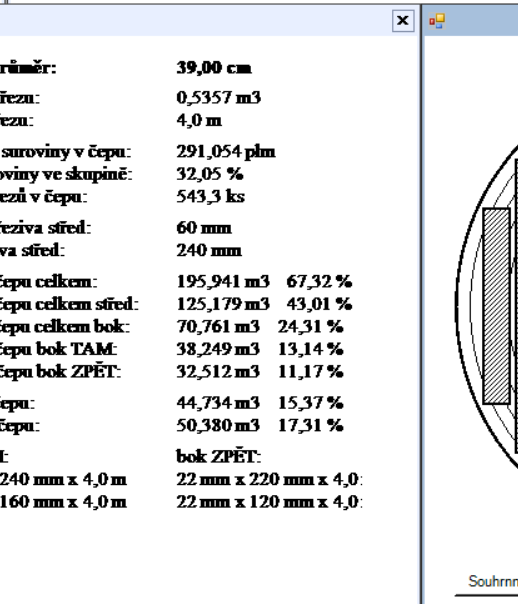 růměr: 39,00 cm
řezu: 0,5357 m3
řezu: 4,0 m
suroviny v čepu: 291,054 plm
oviny ve skupině: 32,05 %
ezů v čepu: 543,3 ks
řeziva střed: 60 mm
va střed: 240 mm
čepu celkem: 195,941 m3 67,32 %
čepu celkem střed: 125,179 m3 43,01 %
čepu celkem bok: 70,761 m3 24,31 %
čepu bok TAM: 38,249 m3 13,14 %
čepu bok ZPĚT: 32,512 m3 11,17 %
čepu: 44,734 m3 15,37 %
čepu: 50,380 m3 17,31 %
: bok ZPĚT:
240 mm x 4,0 m 22 mm x 220 mm x 4,0
160 mm x 4,0 m 22 mm x 120 mm x 4,0
Souhrnn